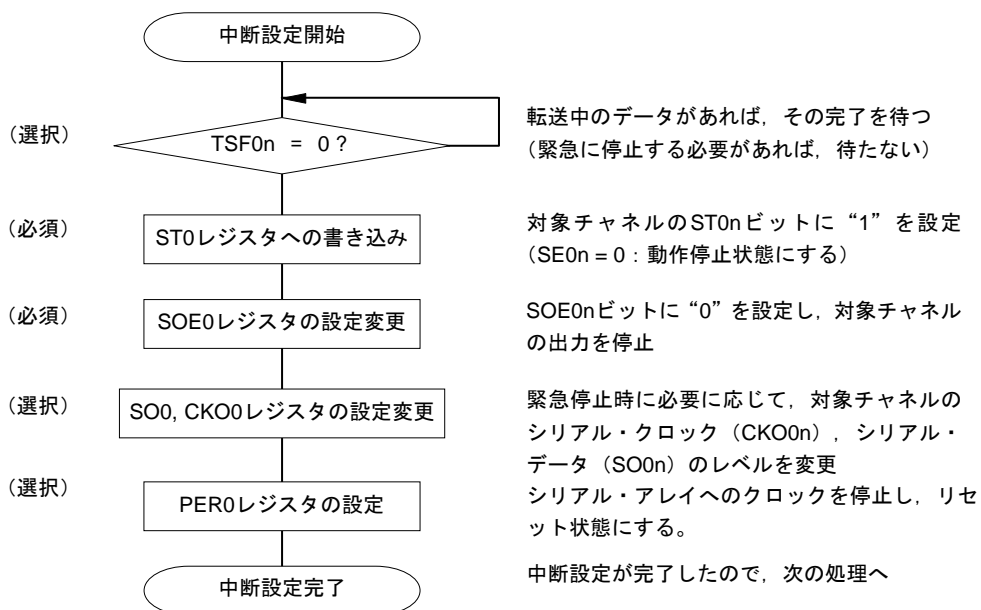 中断設定開始
（選択）
TSF0n = 0？
転送中のデータがあれば，その完了を待つ
（緊急に停止する必要があれば，待たない）
（必須）
ST0レジスタへの書き込み
対象チャネルのST0nビットに“1”を設定
（SE0n = 0：動作停止状態にする）
（必須）
SOE0レジスタの設定変更
SOE0nビットに“0”を設定し，対象チャネル
の出力を停止
（選択）
SO0, CKO0レジスタの設定変更
緊急停止時に必要に応じて，対象チャネルの
シリアル・クロック（CKO0n），シリアル・
データ（SO0n）のレベルを変更
（選択）
PER0レジスタの設定
シリアル・アレイへのクロックを停止し，リセ
ット状態にする。
中断設定完了
中断設定が完了したので，次の処理へ